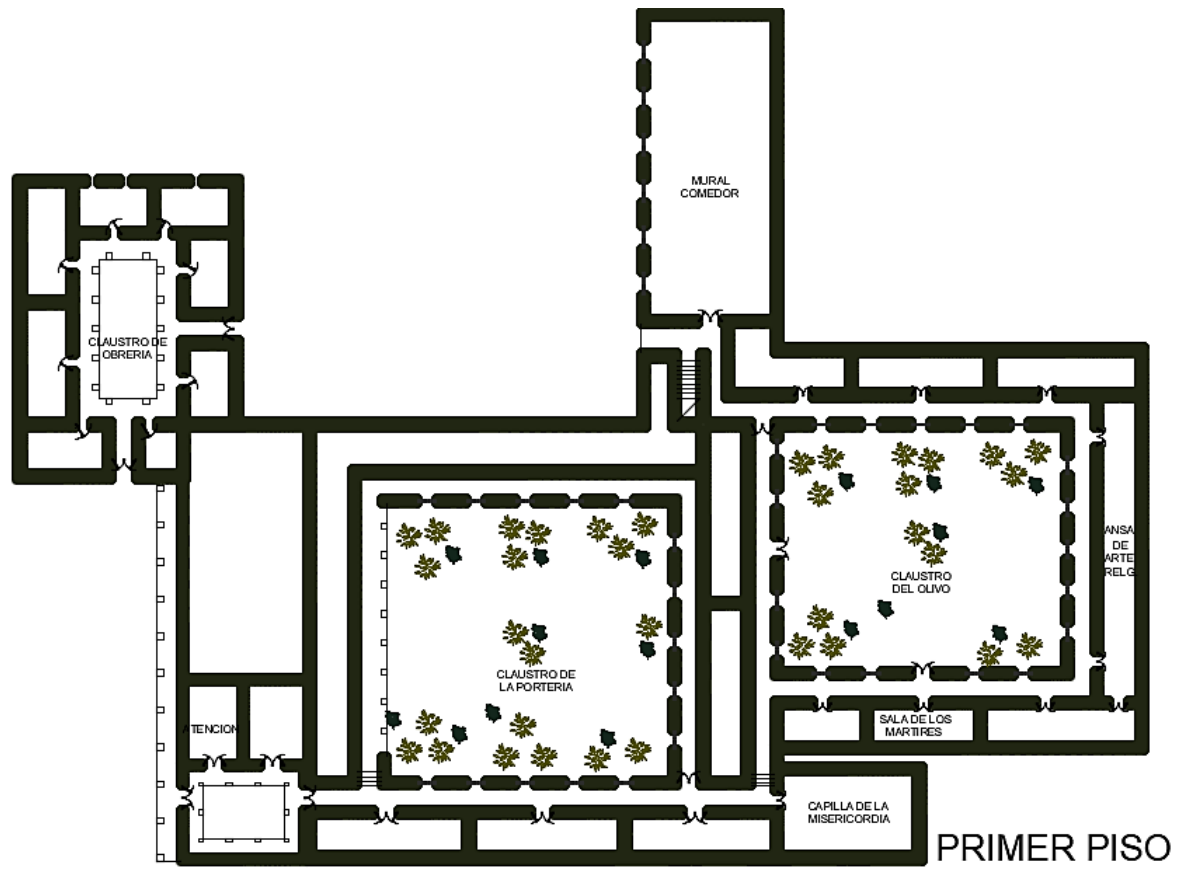 MURAL
COMEDOR
CLAUSTRO DE
OBRERIA
ANSA
DE
ARTE
RELG
CLAUSTRO
DEL OLIVO
CLAUSTRO DE
LA PORTERIA
ATENCION
SALA DE LOS
MARTIRES
CAPILLA DE LA
MISERICORDIA
PRIMER PISO